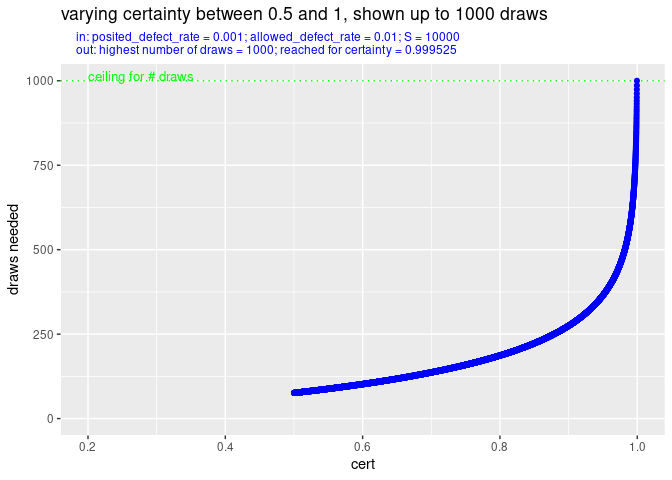 varying certainty between 0.5 and 1, shown up to 1000 draws
in: posited_defect_rate = 0.001; allowed_defect_rate = 0.01; S = 10000
out: highest number of draws = 1000; reached for certainty = 0.999525
ceiling for # draws
1000
750
500
250
0
draws needed
0.2 0.4 0.6 0.8 1.0
cert